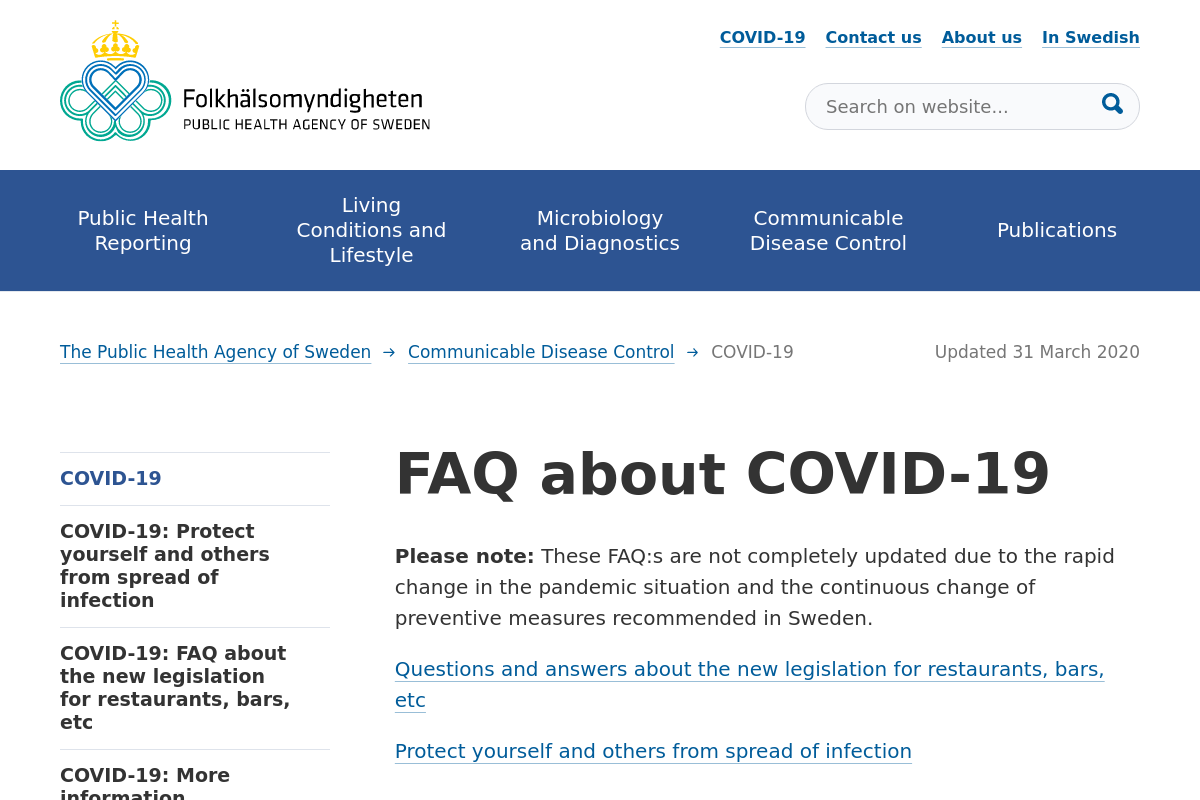 COVID-19 Contact us About us In Swedish
Folkhälsomyndigheten
PUBLIC HEALTH AGENCY OF SWEDEN
Search on website...
Public Health
Reporting
Living
Conditions and
Lifestyle
Microbiology
and Diagnostics
Communicable
Disease Control
Publications
The Public Health Agency of Sweden → Communicable Disease Control → COVID-19
Updated 31 March 2020
COVID-19
COVID-19: Protect
yourself and others
from spread of
infection
COVID-19: FAQ about
the new legislation
for restaurants, bars,
etc
COVID-19: More
information
FAQ about COVID-19
Please note: These FAQ:s are not completely updated due to the rapid
change in the pandemic situation and the continuous change of
preventive measures recommended in Sweden.
Questions and answers about the new legislation for restaurants, bars,
etc
Protect yourself and others from spread of infection